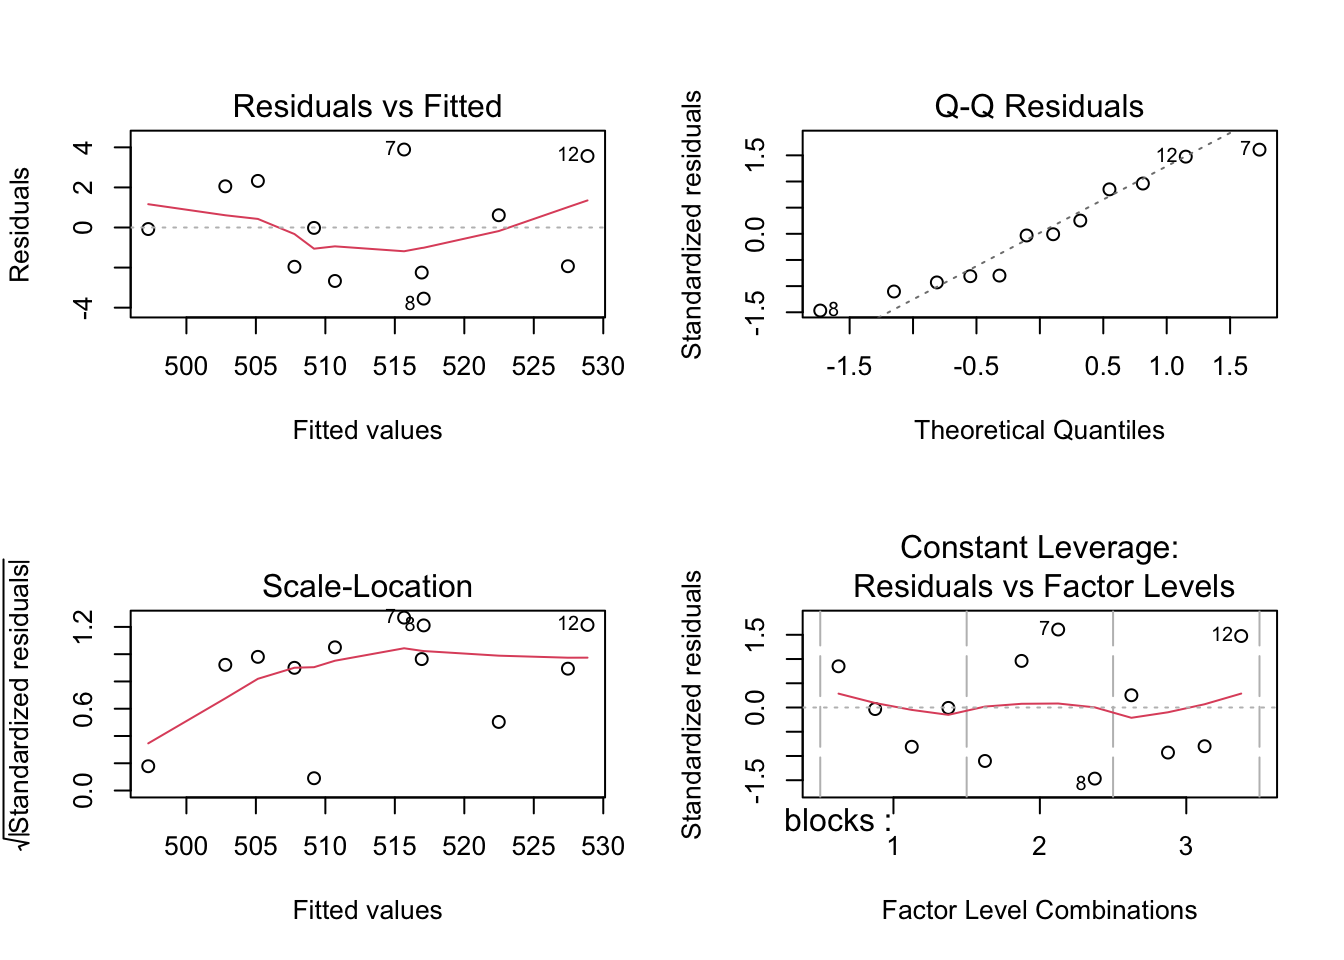 Residuals vs Fitted
Residuals
4
2
0
-4
7
12
8
500 505 510 515 520 525 530
Fitted values
Q-Q Residuals
Standardized residuals
1.5
0.0
-1.5
12
7
8
-1.5 -0.5 0.5 1.0 1.5
Theoretical Quantiles
Scale-Location
√|Standardized residuals|
1.2
0.6
0.0
7
8
12
500 505 510 515 520 525 530
Fitted values
Constant Leverage:
Residuals vs Factor Levels
Standardized residuals
1.5
0.0
-1.5
7
12
8
blocks :
1 2 3
Factor Level Combinations